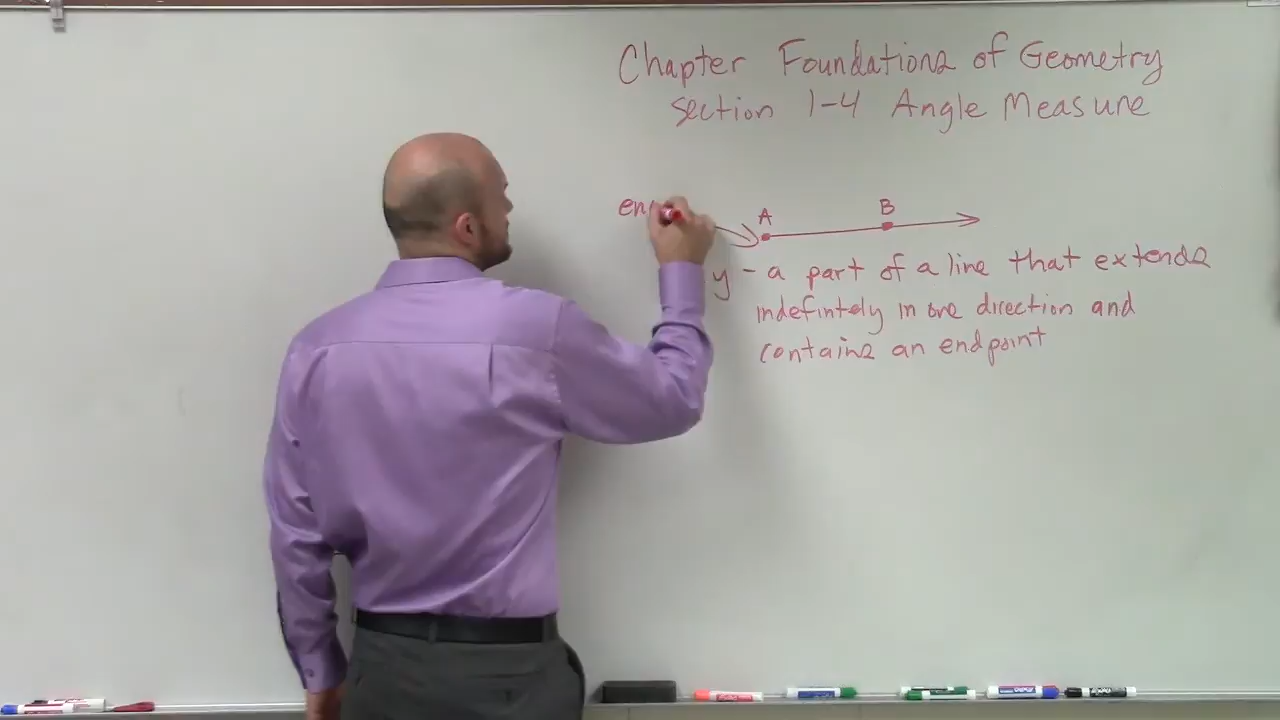 Chapter Foundations of Geometry
section 1-4 Angle Measure
A B
y - a part of a line that extends
indefintely in one direction and
contains an endpoint